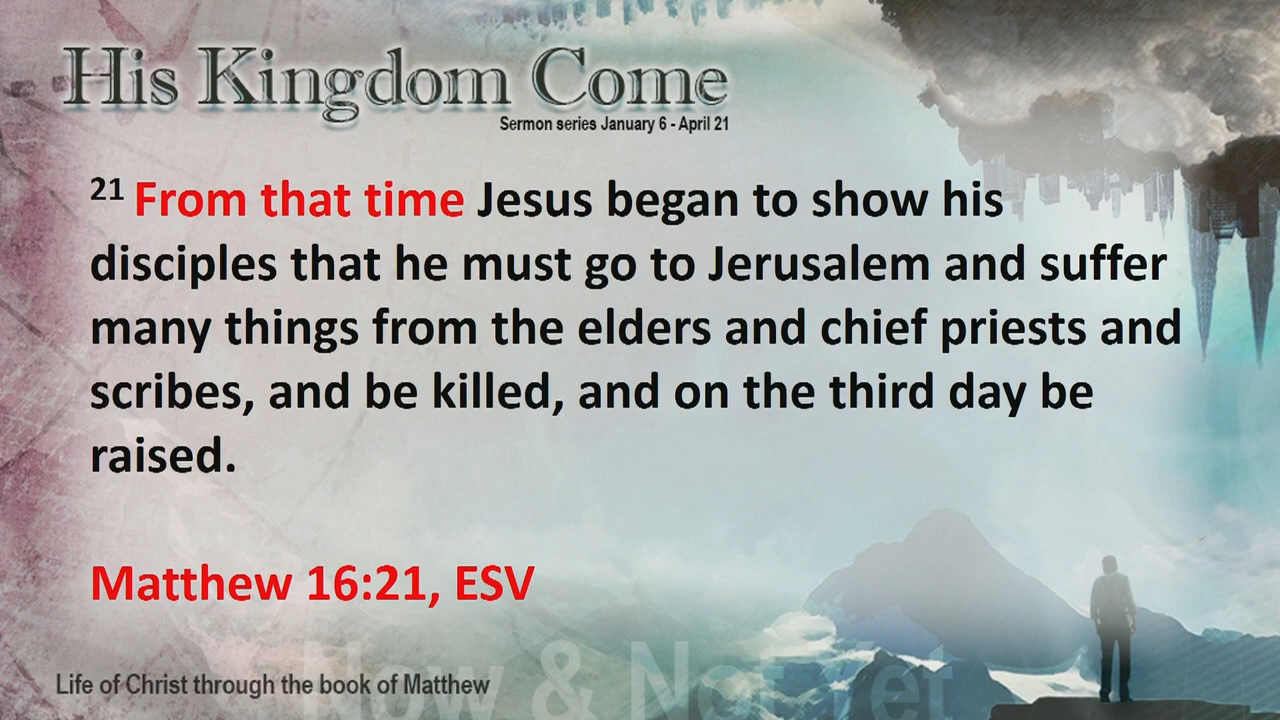 His Kingdom Come
Sermon series January 6 - April 21
21 From that time Jesus began to show his
disciples that he must go to Jerusalem and suffer
many things from the elders and chief priests and
scribes, and be killed, and on the third day be
raised.
Matthew 16:21, ESV
Now & Not Yet
Life of Christ through the book of Matthew